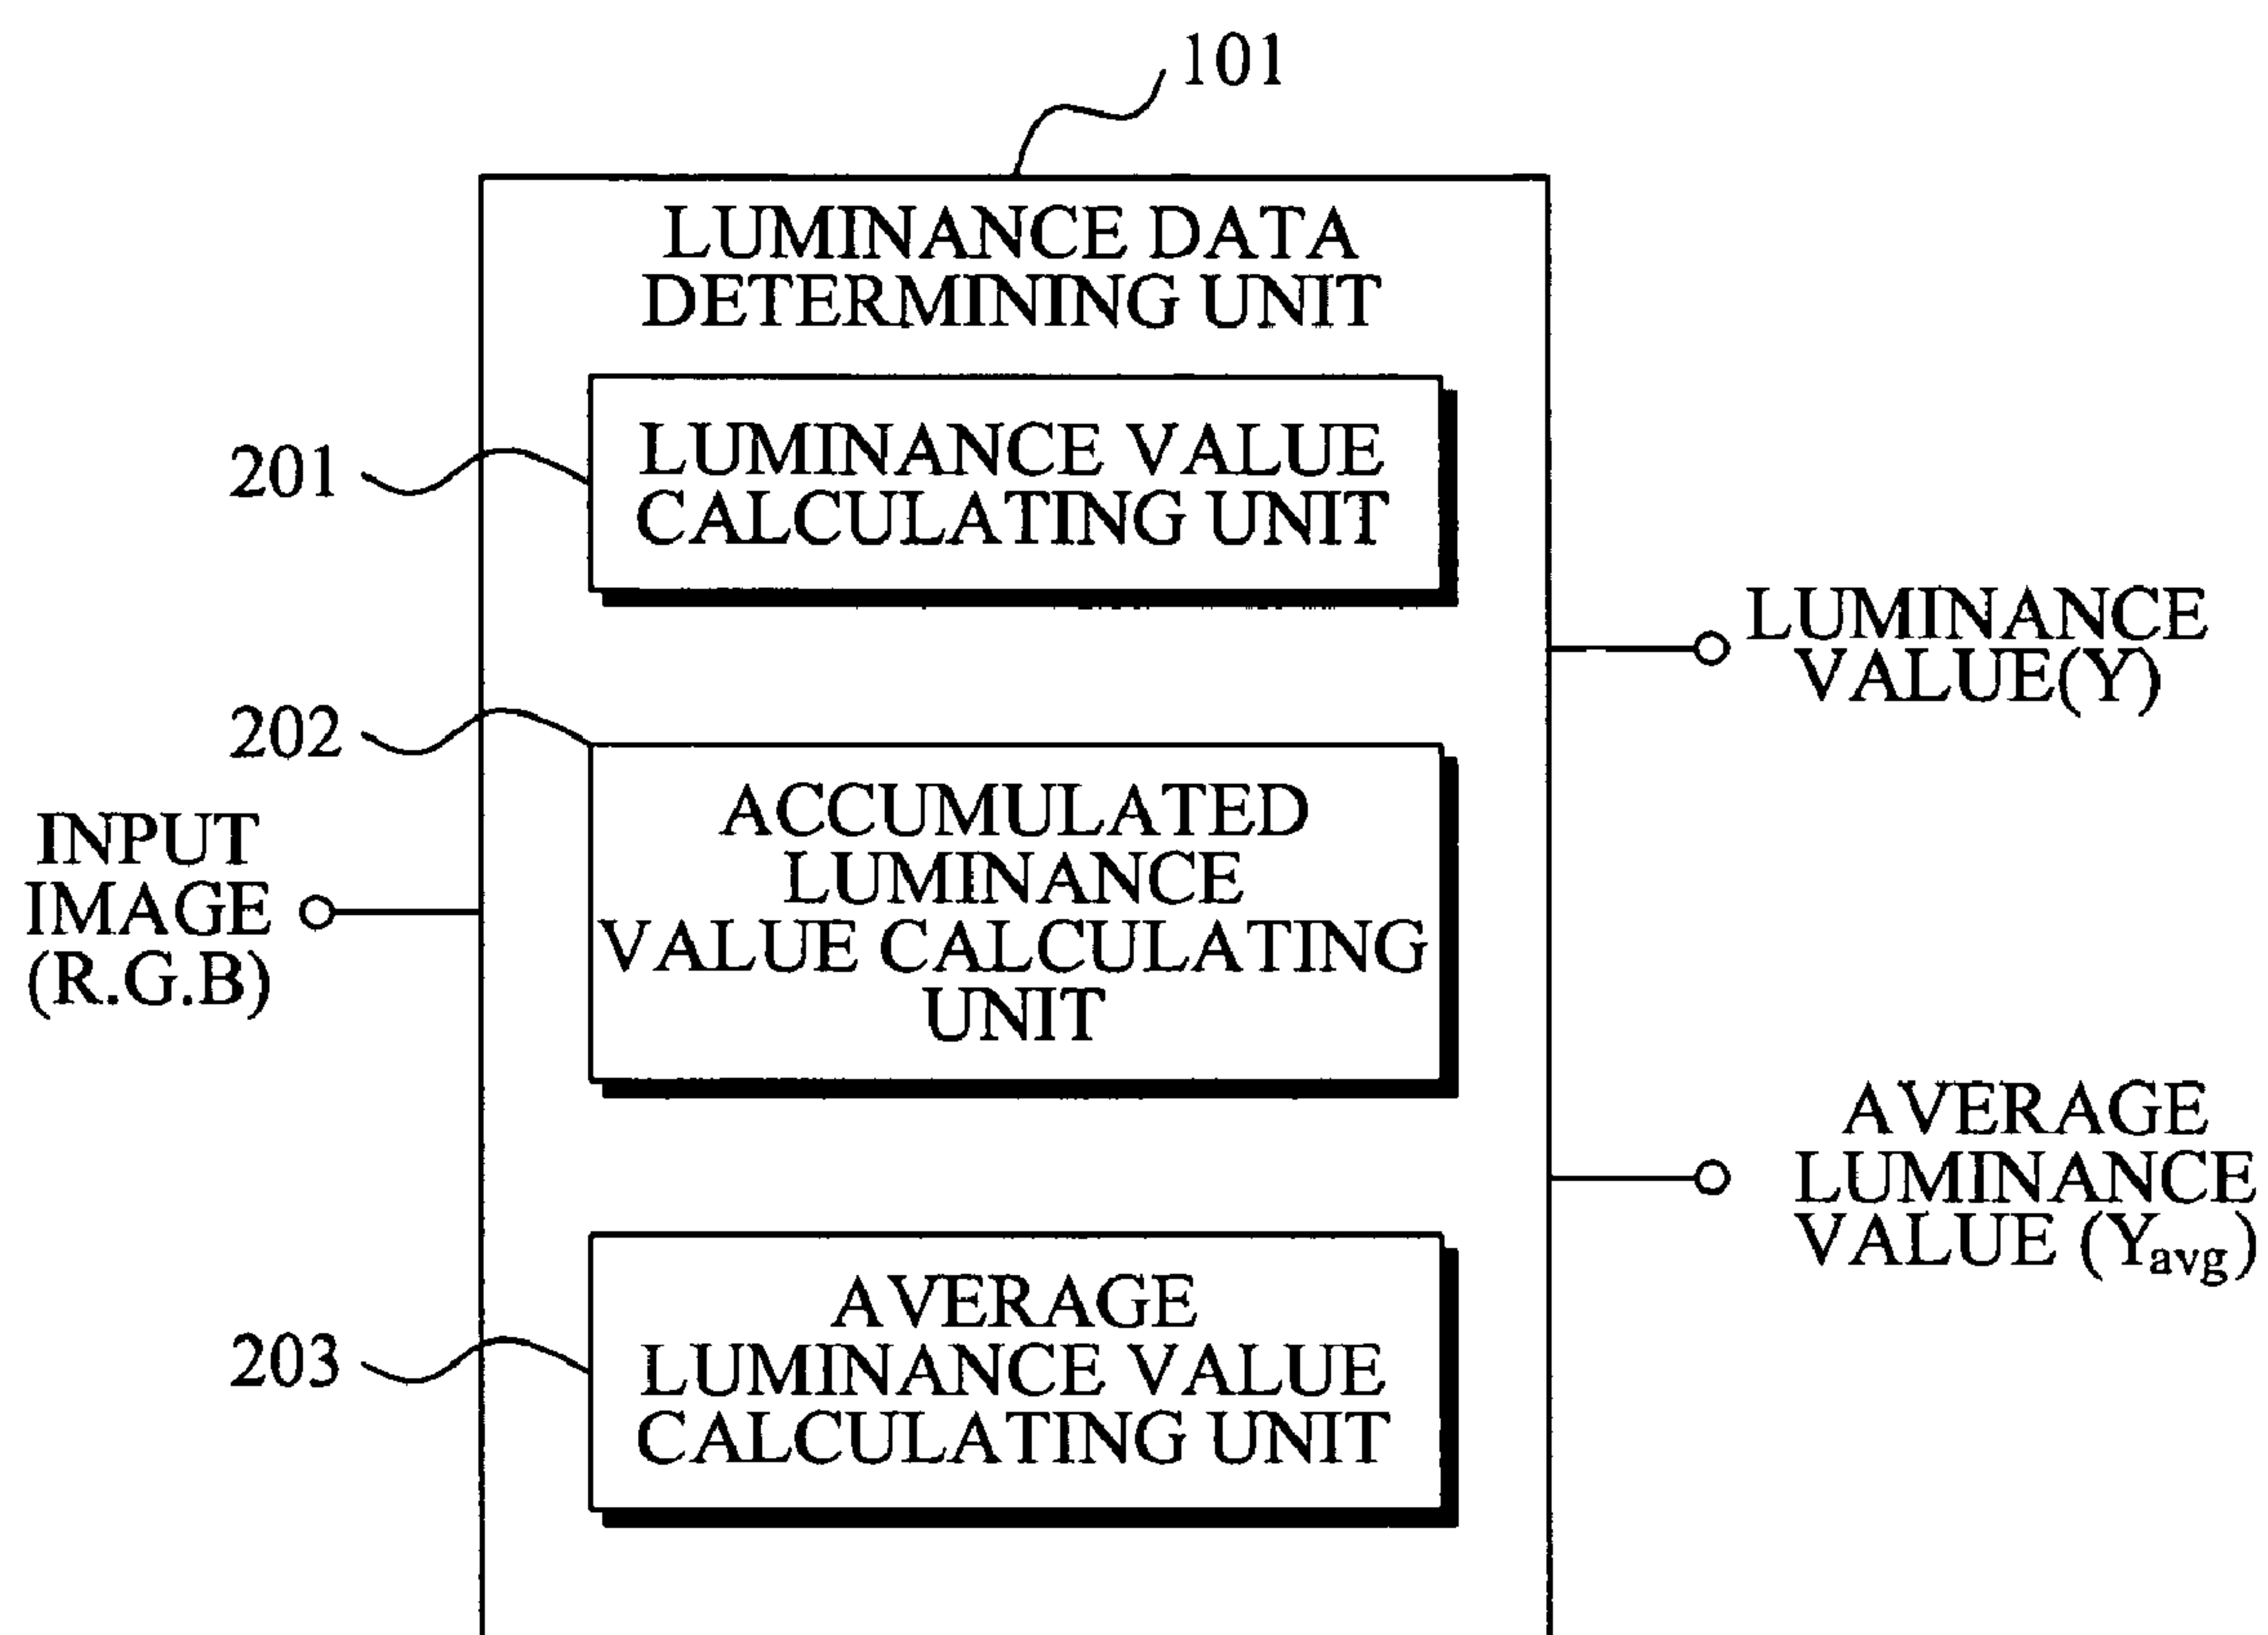 101
LUMINANCE DATA
DETERMINING UNIT
201
LUMINANCE VALUE
CALCULATING UNIT
LUMINANCE
VALUE(Y)
202
ACCUMULATED
LUMINANCE
VALUE CALCULATING
UNIT
INPUT
IMAGE
(R.G.B)
AVERAGE
LUMINANCE
VALUE (Yavg)
203
AVERAGE
LUMINANCE VALUE
CALCULATING UNIT